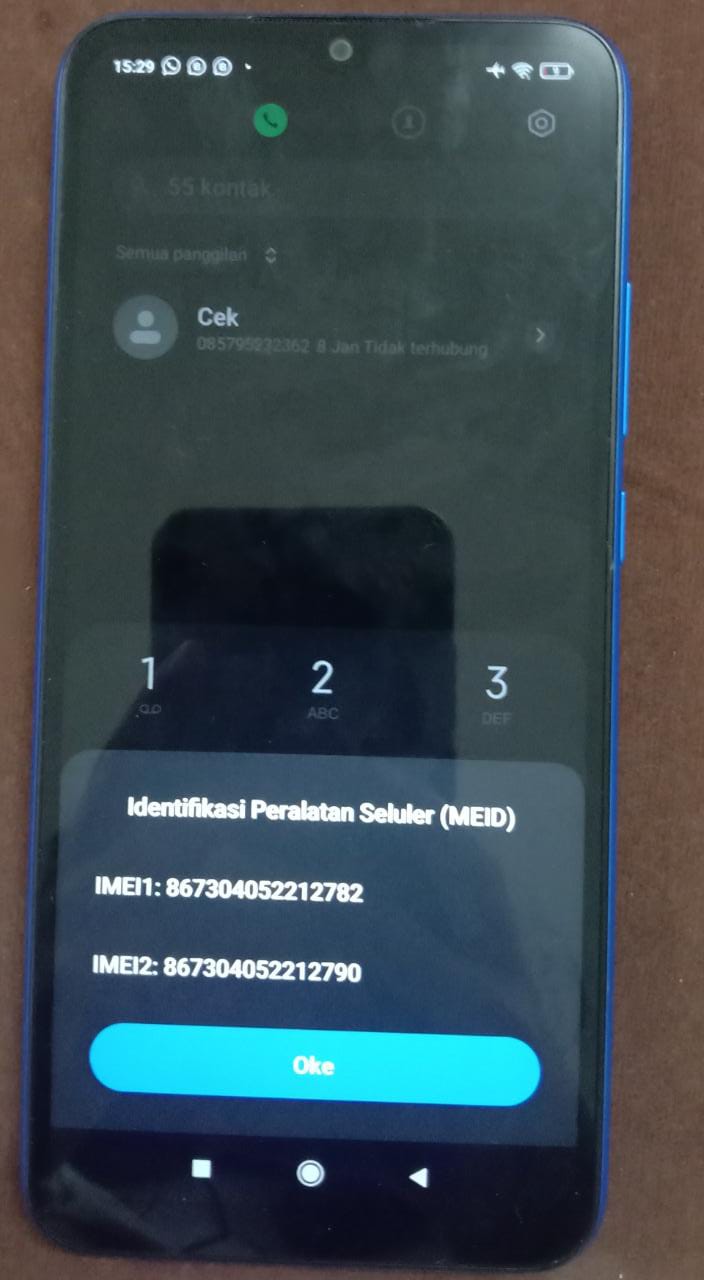 15:29
55 kontak
Semua panggilan
Cek
085795232362 8 Jan Tidak terhubung
1
2
ABC
3
DEF
Identifikasi Peralatan Seluler (MEID)
IMEI1: 867304052212782
IMEI2: 867304052212790
Oke